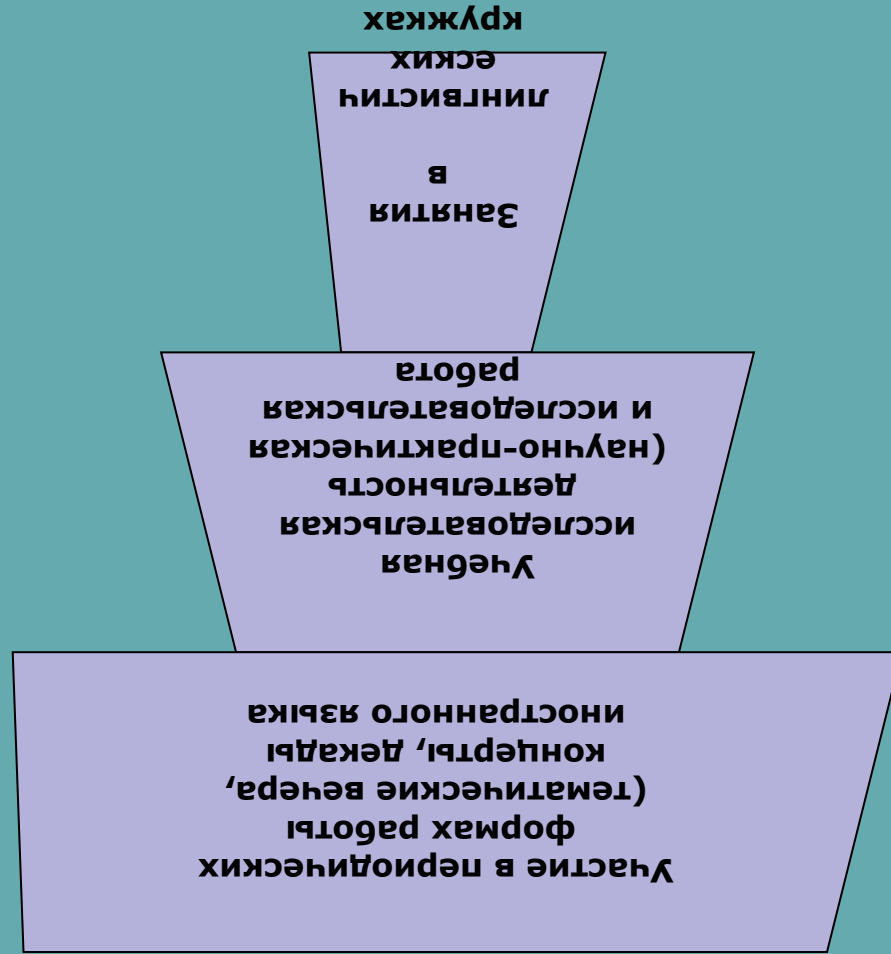 Участие в периодических
формах работы
(тематические вечера,
концерты, декады
иностранного языка
Учебная
исследовательская
деятельность
(научно-практическая
и исследовательская
работа
Занятия
в
лингвистич
еских
кружках